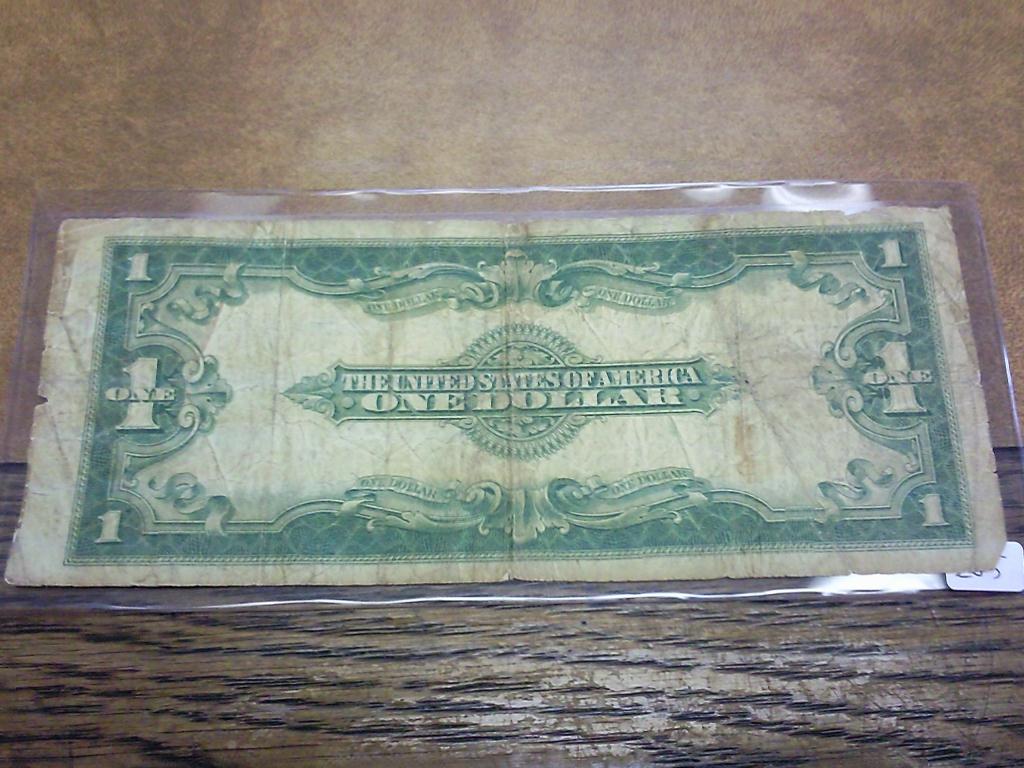 1 1
ONE DOLLAR ONE DOLLAR
1 ONE THE UNITED STATES OF AMERICA 1 ONE
ONE DOLLAR
ONE DOLLAR ONE DOLLAR
1 1